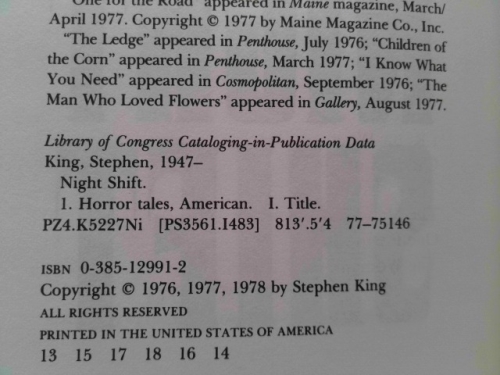 "One for the Road" appeared in Maine magazine, March/
April 1977. Copyright © 1977 by Maine Magazine Co., Inc.
"The Ledge" appeared in Penthouse, July 1976; "Children of
the Corn" appeared in Penthouse, March 1977; "I Know What
You Need" appeared in Cosmopolitan, September 1976; "The
Man Who Loved Flowers" appeared in Gallery, August 1977.
Library of Congress Cataloging-in-Publication Data
King, Stephen, 1947–
Night Shift.
1. Horror tales, American. I. Title.
PZ4.K5227Ni [PS3561.I483] 813'.5'4 77–75146
ISBN 0-385-12991-2
Copyright © 1976, 1977, 1978 by Stephen King
ALL RIGHTS RESERVED
PRINTED IN THE UNITED STATES OF AMERICA
13 15 17 18 16 14